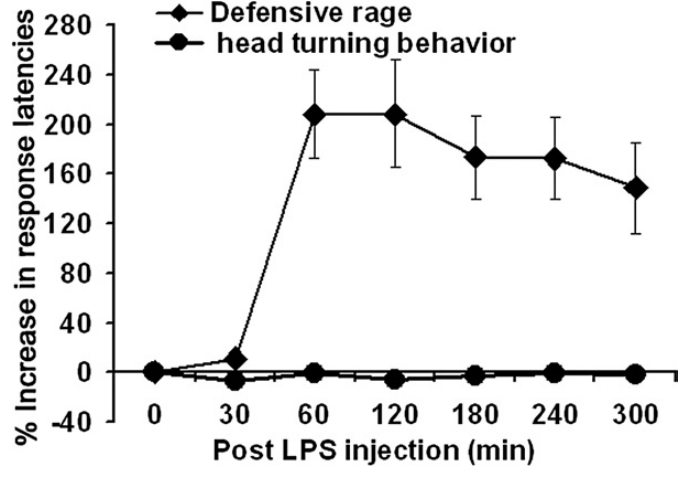 Defensive rage
head turning behavior
% Increase in response latencies
280
240
200
160
120
80
40
0
-40
0 30 60 120 180 240 300
Post LPS injection (min)